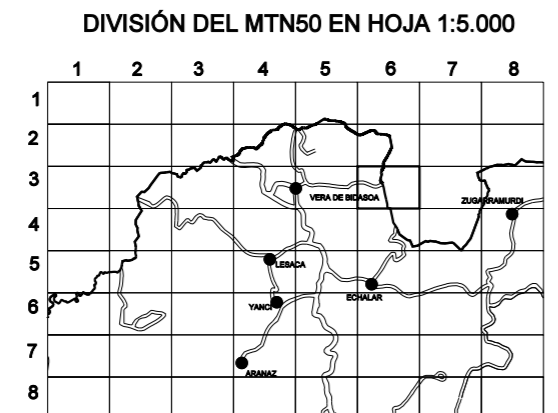 DIVISIÓN DEL MTN50 EN HOJA 1:5.000
1 2 3 4 5 6 7 8
1
2
3
VERA DE BIDASOA
ZUGARRAMURDI
4
5
LESACA
ECHALAR
6
YANCI
7
ARANAZ
8